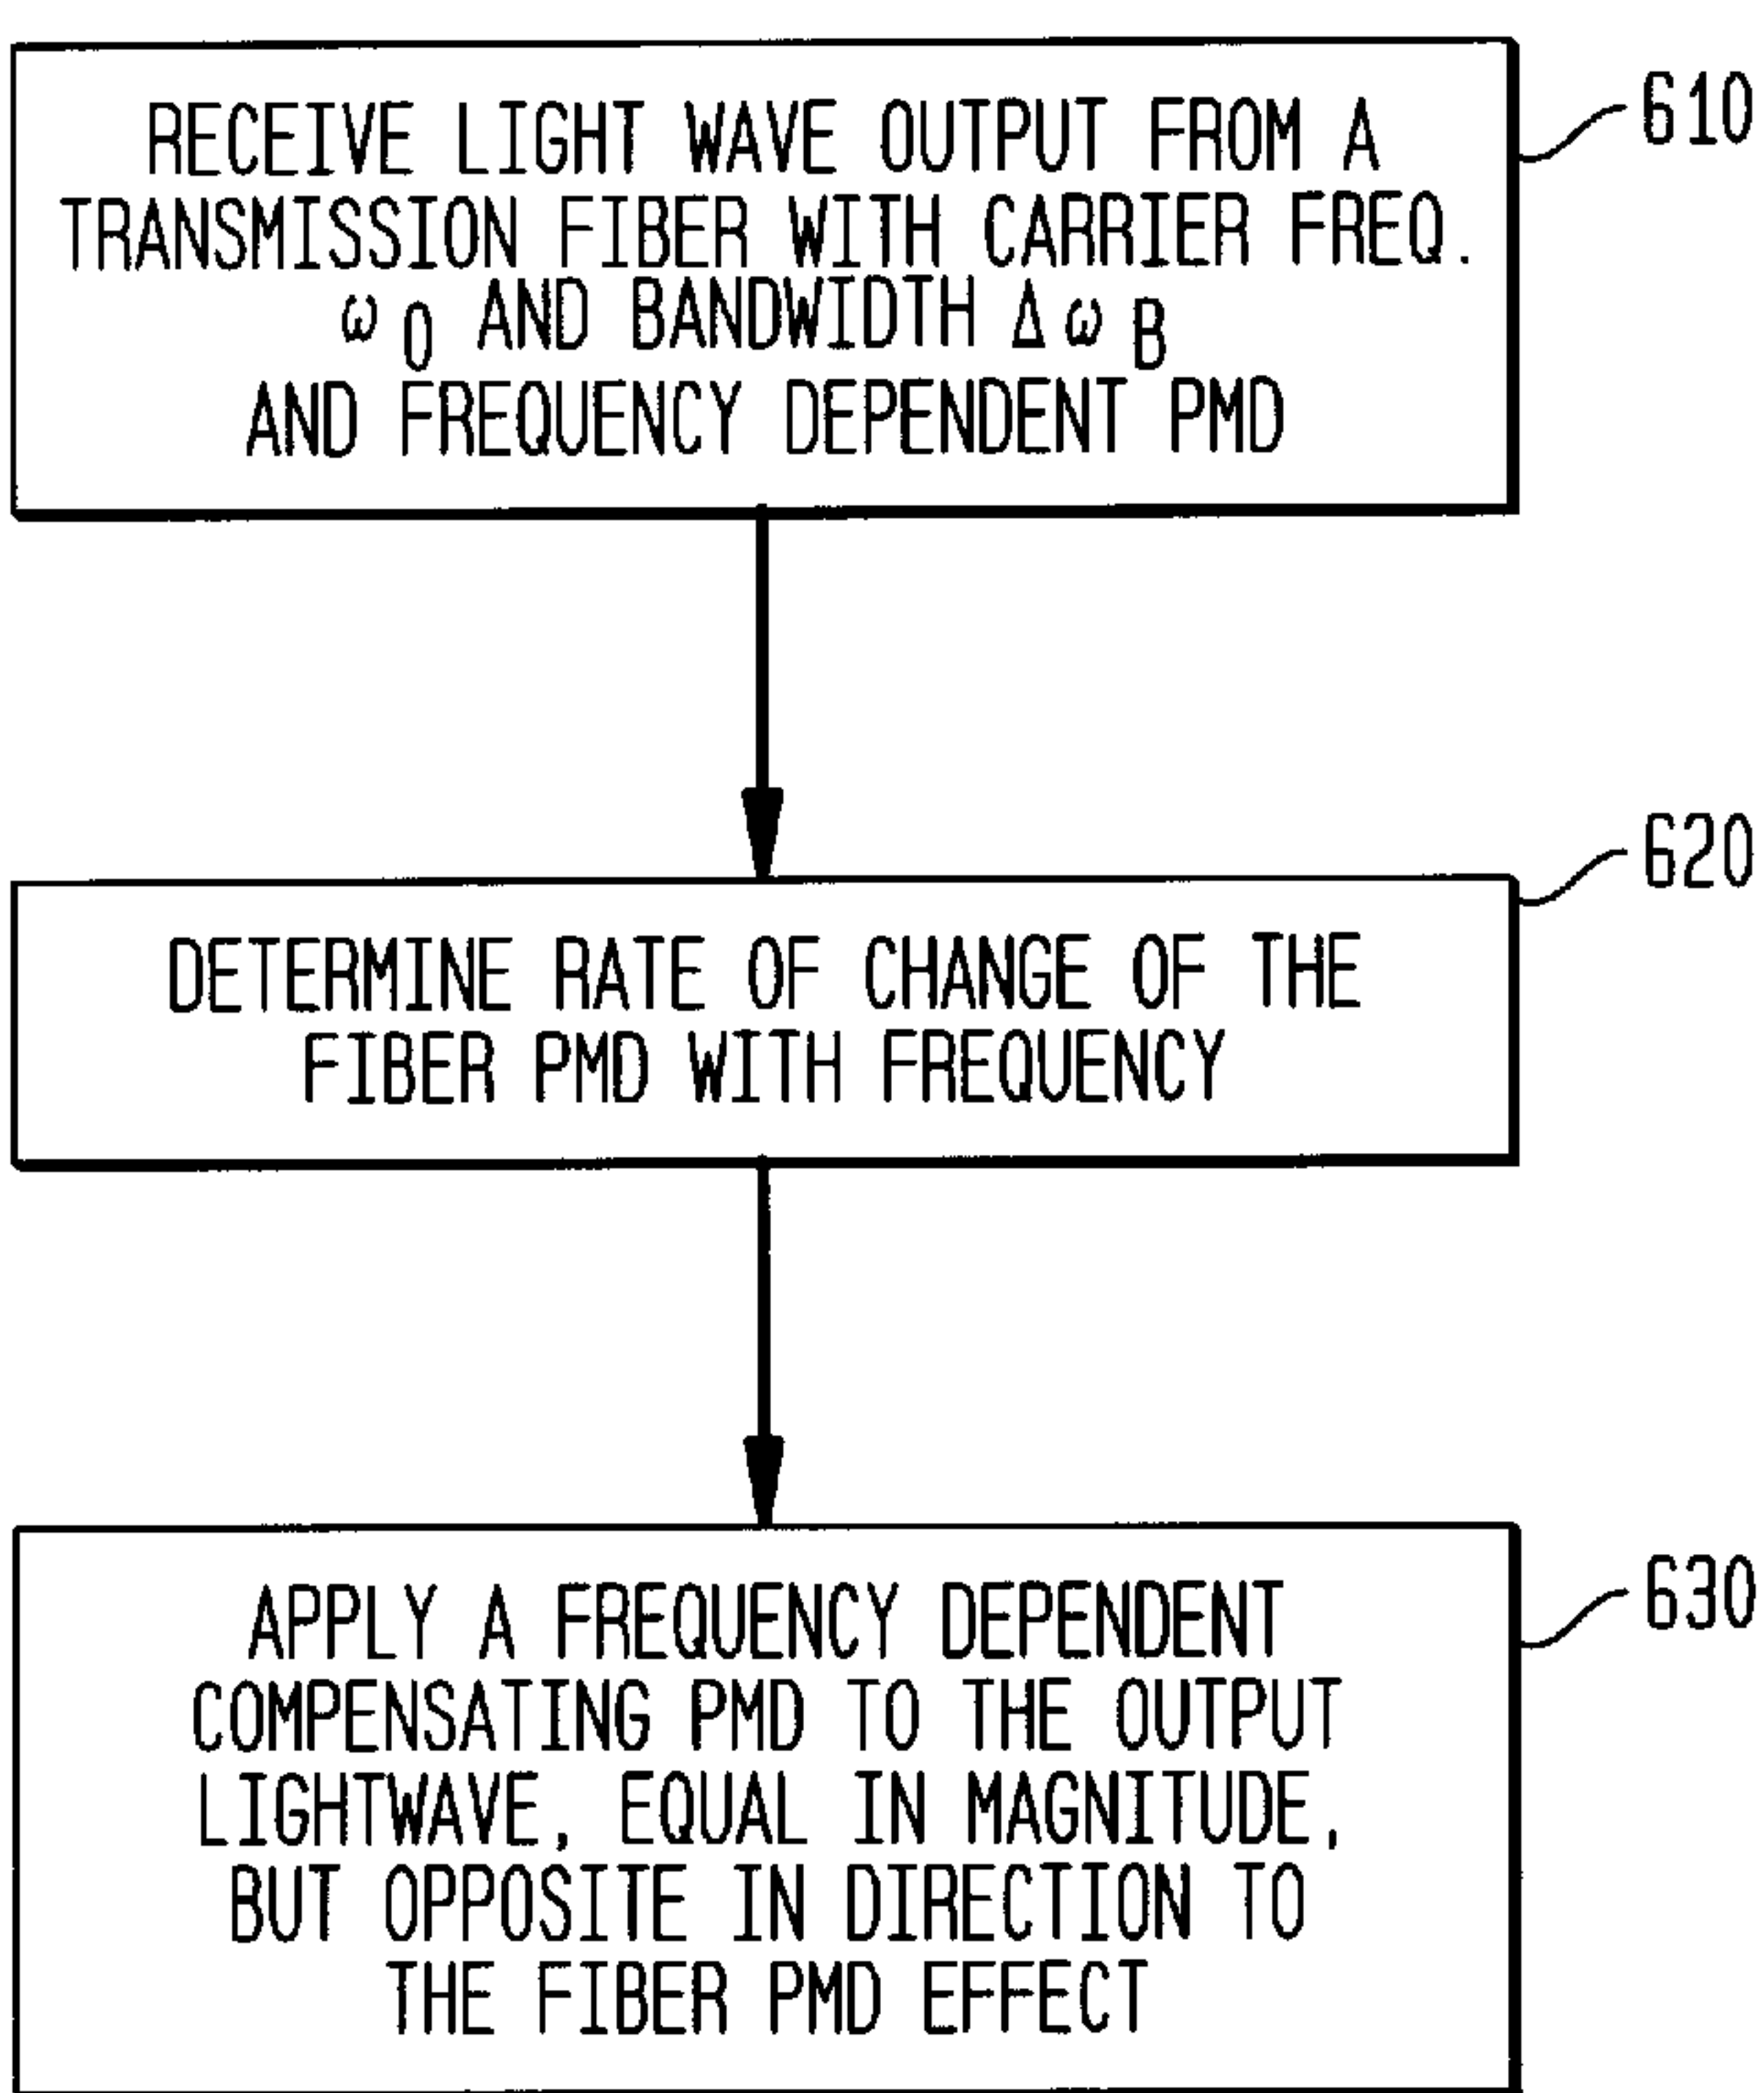 RECEIVE LIGHT WAVE OUTPUT FROM A
TRANSMISSION FIBER WITH CARRIER FREQ.
ω0 AND BANDWIDTH ΔωB
AND FREQUENCY DEPENDENT PMD
610
DETERMINE RATE OF CHANGE OF THE
FIBER PMD WITH FREQUENCY
620
APPLY A FREQUENCY DEPENDENT
COMPENSATING PMD TO THE OUTPUT
LIGHTWAVE, EQUAL IN MAGNITUDE,
BUT OPPOSITE IN DIRECTION TO
THE FIBER PMD EFFECT
630